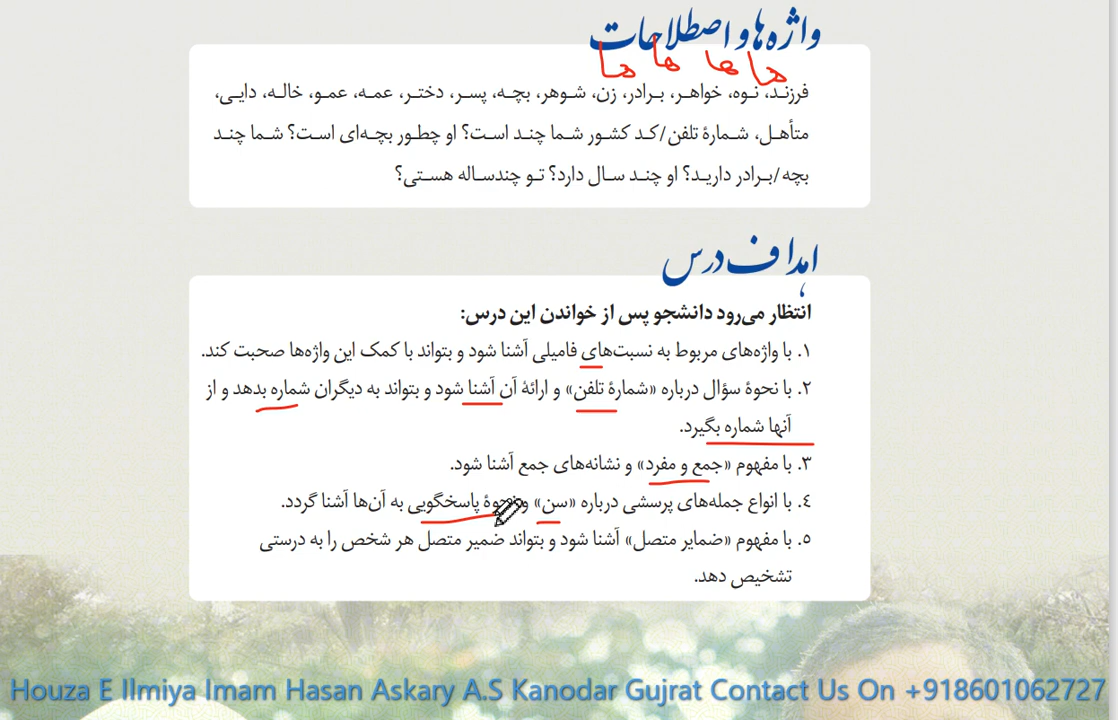 واژه‌ها و اصطلاحات
ها ها ها ها
فرزند، نوه، خواهر، برادر، زن، شوهر، بچه، پسر، دختر، عمه، عمو، خاله، دایی،
متأهل، شمارۀ تلفن/کد کشور شما چند است؟ او چطور بچه‌ای است؟ شما چند
بچه/برادر دارید؟ او چند سال دارد؟ تو چندساله هستی؟
اهداف درس
انتظار می‌رود دانشجو پس از خواندن این درس:
۱. با واژه‌های مربوط به نسبت‌های فامیلی آشنا شود و بتواند با کمک این واژه‌ها صحبت کند.
۲. با نحوۀ سؤال درباره «شمارۀ تلفن» و ارائۀ آن آشنا شود و بتواند به دیگران شماره بدهد و از
آنها شماره بگیرد.
۳. با مفهوم «جمع و مفرد» و نشانه‌های جمع آشنا شود.
٤. با انواع جمله‌های پرسشی درباره «سن» و نحوۀ پاسخگویی به آن‌ها آشنا گردد.
۵. با مفهوم «ضمایر متصل» آشنا شود و بتواند ضمیر متصل هر شخص را به درستی
تشخیص دهد.
Houza E Ilmiya Imam Hasan Askary A.S Kanodar Gujrat Contact Us On +918601062727